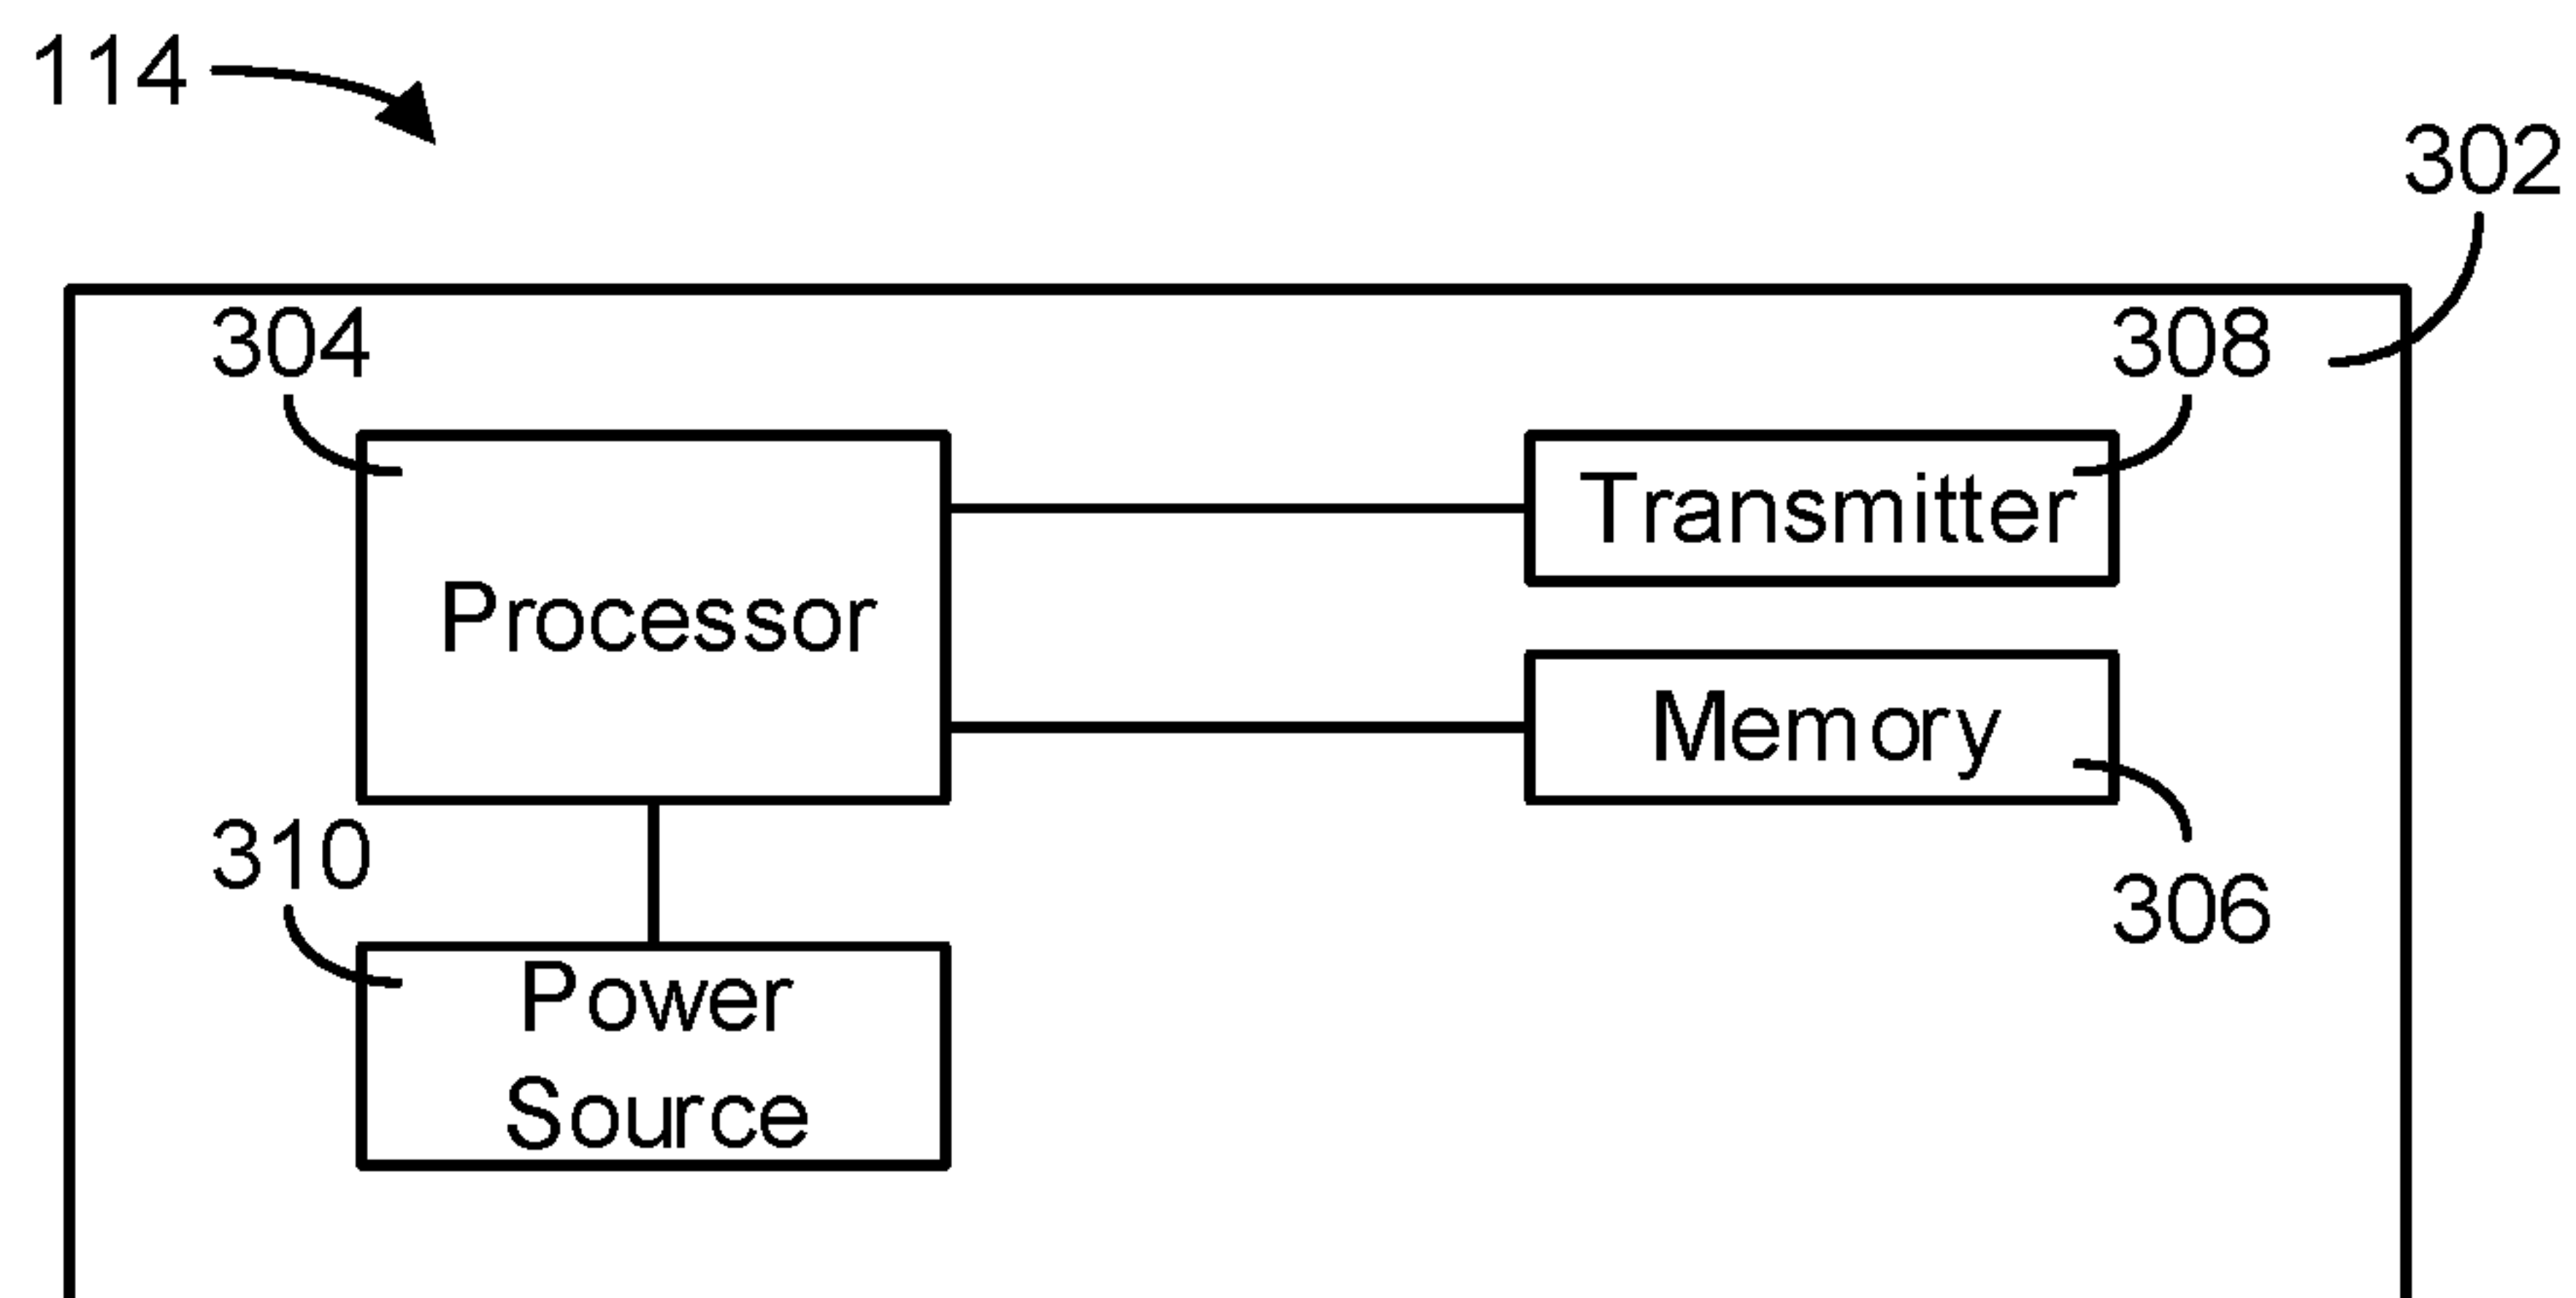 114
302
304
308
Transmitter
Processor
Memory
310
306
Power
Source